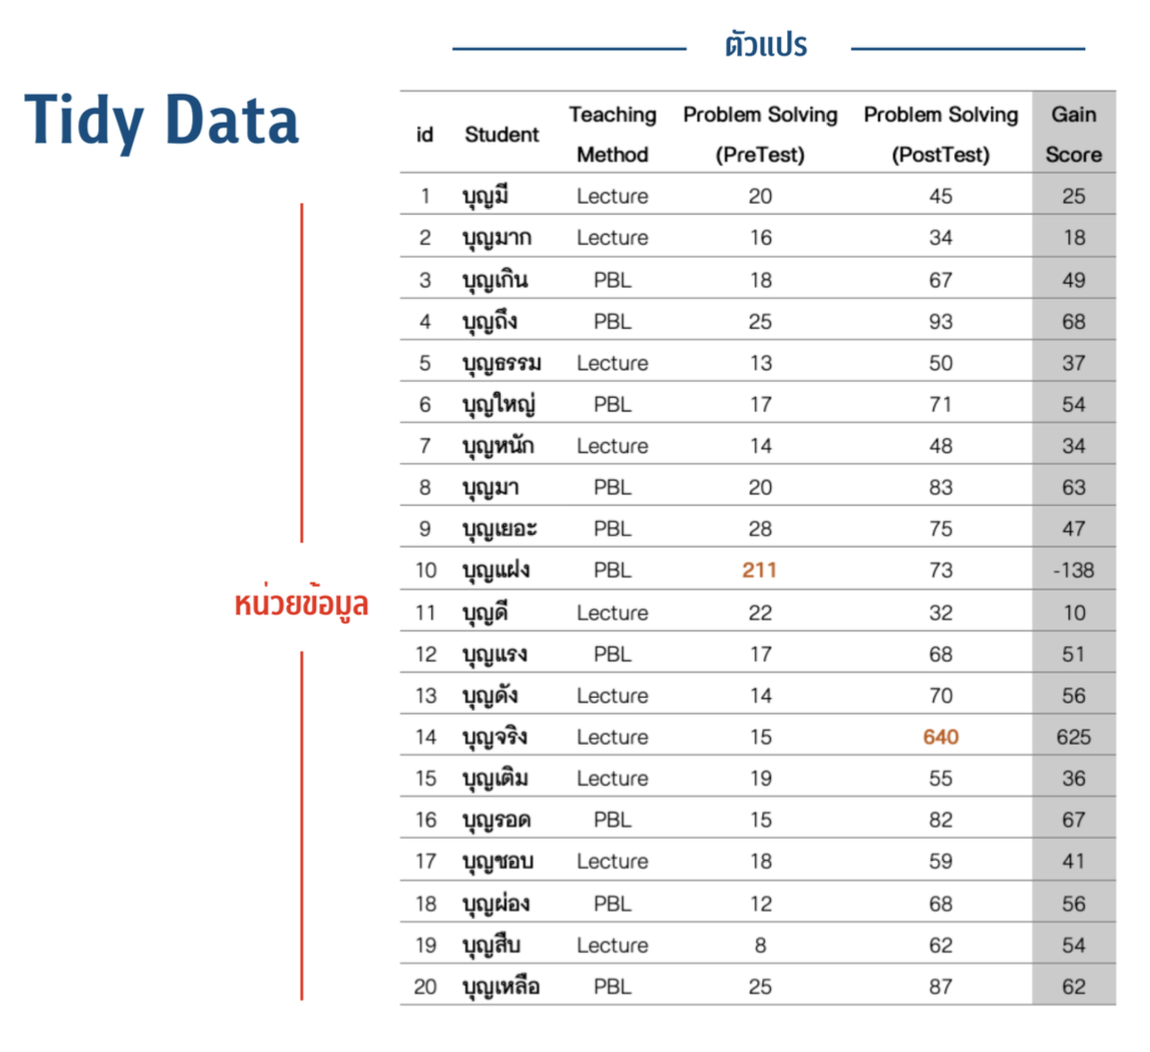 ตัวแปร
Tidy Data
id Student Teaching Method Problem Solving (PreTest) Problem Solving (PostTest) Gain Score
1 บุญมี Lecture 20 45 25
2 บุญมาก Lecture 16 34 18
3 บุญเกิน PBL 18 67 49
4 บุญถึง PBL 25 93 68
5 บุญธรรม Lecture 13 50 37
6 บุญใหญ่ PBL 17 71 54
7 บุญหนัก Lecture 14 48 34
8 บุญมา PBL 20 83 63
9 บุญเยอะ PBL 28 75 47
10 บุญแฝง PBL 211 73 -138
11 บุญดี Lecture 22 32 10
12 บุญแรง PBL 17 68 51
13 บุญดัง Lecture 14 70 56
14 บุญจริง Lecture 15 640 625
15 บุญเติม Lecture 19 55 36
16 บุญรอด PBL 15 82 67
17 บุญชอบ Lecture 18 59 41
18 บุญผ่อง PBL 12 68 56
19 บุญสืบ Lecture 8 62 54
20 บุญเหลือ PBL 25 87 62
หน่วยข้อมูล